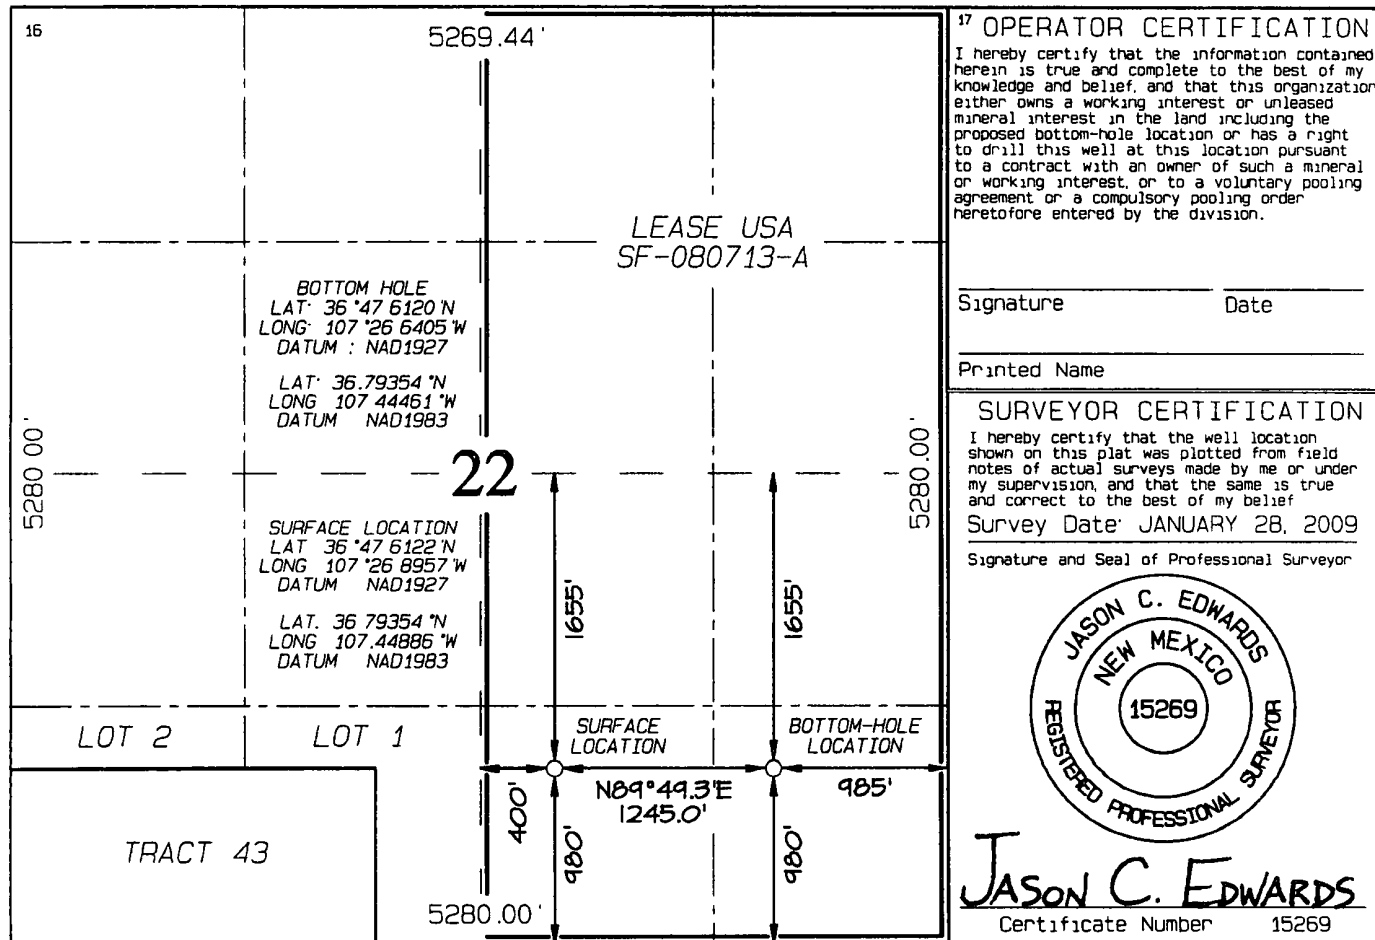 16
5269.44'
LEASE USA
SF-080713-A
BOTTOM HOLE
LAT· 36 °47 6120 'N
LONG· 107 °26 6405 'W
DATUM : NAD1927
LAT· 36.79354 °N
LONG 107 44461 °W
DATUM NAD1983
5280 00'
22
5280.00'
SURFACE LOCATION
LAT 36 °47 6122 'N
LONG 107 °26 8957 'W
DATUM NAD1927
LAT. 36 79354 °N
LONG 107.44886 °W
DATUM NAD1983
1655'
1655'
LOT 2
LOT 1
SURFACE
LOCATION
BOTTOM-HOLE
LOCATION
400'
N89°49.3'E
1245.0'
985'
980'
980'
TRACT 43
5280.00'
17 OPERATOR CERTIFICATION
I hereby certify that the information contained
herein is true and complete to the best of my
knowledge and belief, and that this organization
either owns a working interest or unleased
mineral interest in the land including the
proposed bottom-hole location or has a right
to drill this well at this location pursuant
to a contract with an owner of such a mineral
or working interest, or to a voluntary pooling
agreement or a compulsory pooling order
heretofore entered by the division.
Signature Date
Printed Name
SURVEYOR CERTIFICATION
I hereby certify that the well location
shown on this plat was plotted from field
notes of actual surveys made by me or under
my supervision, and that the same is true
and correct to the best of my belief
Survey Date· JANUARY 28, 2009
Signature and Seal of Professional Surveyor
JASON C. EDWARDS
NEW MEXICO
15269
REGISTERED PROFESSIONAL SURVEYOR
JASON C. EDWARDS
Certificate Number 15269